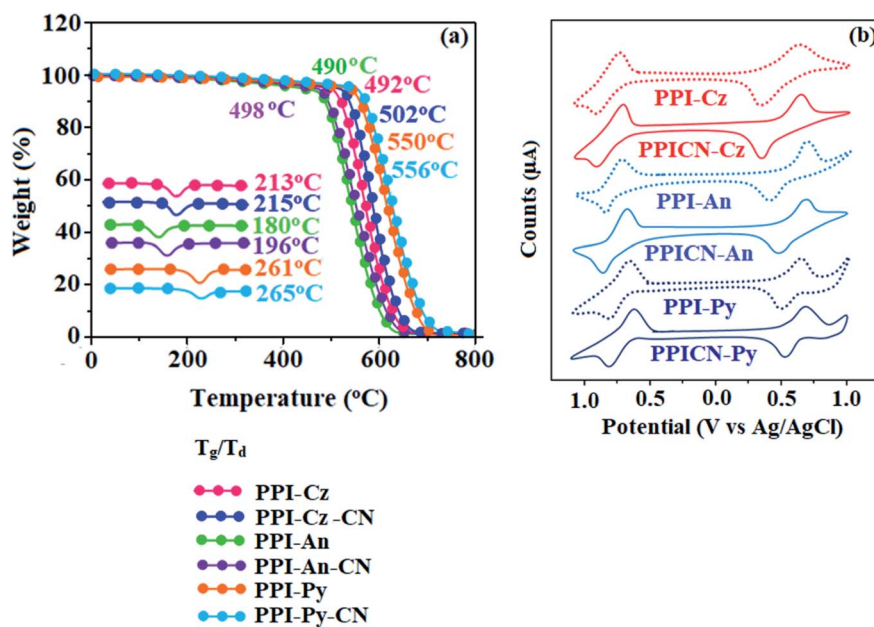 (a)
120
100
80
60
40
20
0
Weight (%)
490°C
492°C
498 °C
502°C
550°C
556°C
213°C
215°C
180°C
196°C
261°C
265°C
0 200 400 600 800
Temperature (°C)
Tg/Td
PPI-Cz
PPI-Cz -CN
PPI-An
PPI-An-CN
PPI-Py
PPI-Py-CN
(b)
Counts (µA)
PPI-Cz
PPICN-Cz
PPI-An
PPICN-An
PPI-Py
PPICN-Py
1.0 0.5 0.0 0.5 1.0
Potential (V vs Ag/AgCl)